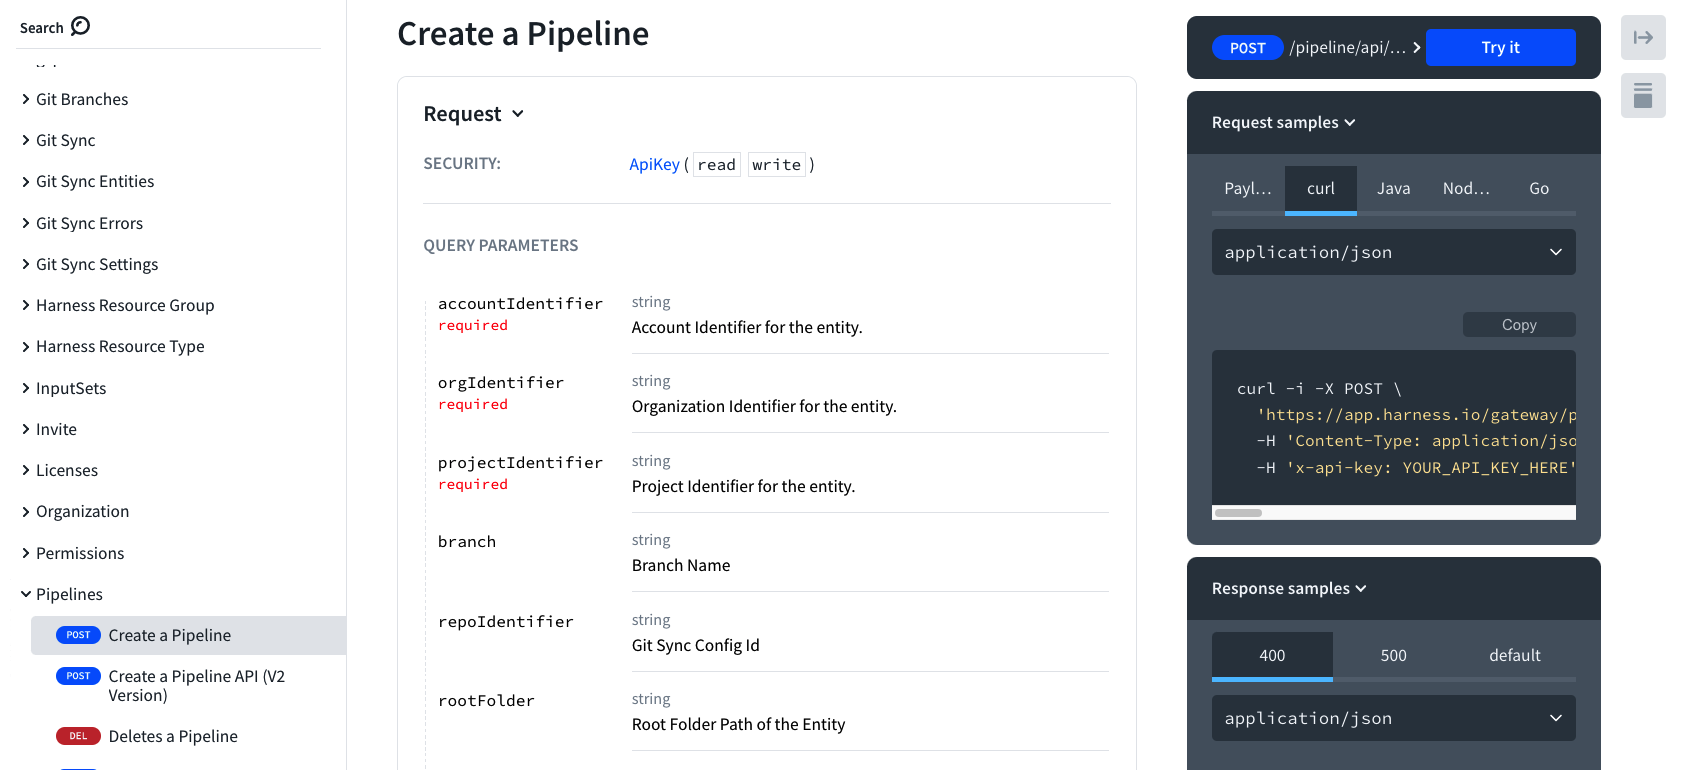 Search
Git Branches
Git Sync
Git Sync Entities
Git Sync Errors
Git Sync Settings
Harness Resource Group
Harness Resource Type
InputSets
Invite
Licenses
Organization
Permissions
Pipelines
POST Create a Pipeline
POST Create a Pipeline API (V2
Version)
DEL Deletes a Pipeline
Create a Pipeline
Request
SECURITY: ApiKey ( read write )
QUERY PARAMETERS
accountIdentifier string
required Account Identifier for the entity.
orgIdentifier string
required Organization Identifier for the entity.
projectIdentifier string
required Project Identifier for the entity.
branch string
Branch Name
repoIdentifier string
Git Sync Config Id
rootFolder string
Root Folder Path of the Entity
POST /pipeline/api/... Try it
Request samples
Payl... curl Java Nod... Go
application/json
Copy
curl -i -X POST \
'https://app.harness.io/gateway/p
-H 'Content-Type: application/jso
-H 'x-api-key: YOUR_API_KEY_HERE'
Response samples
400 500 default
application/json